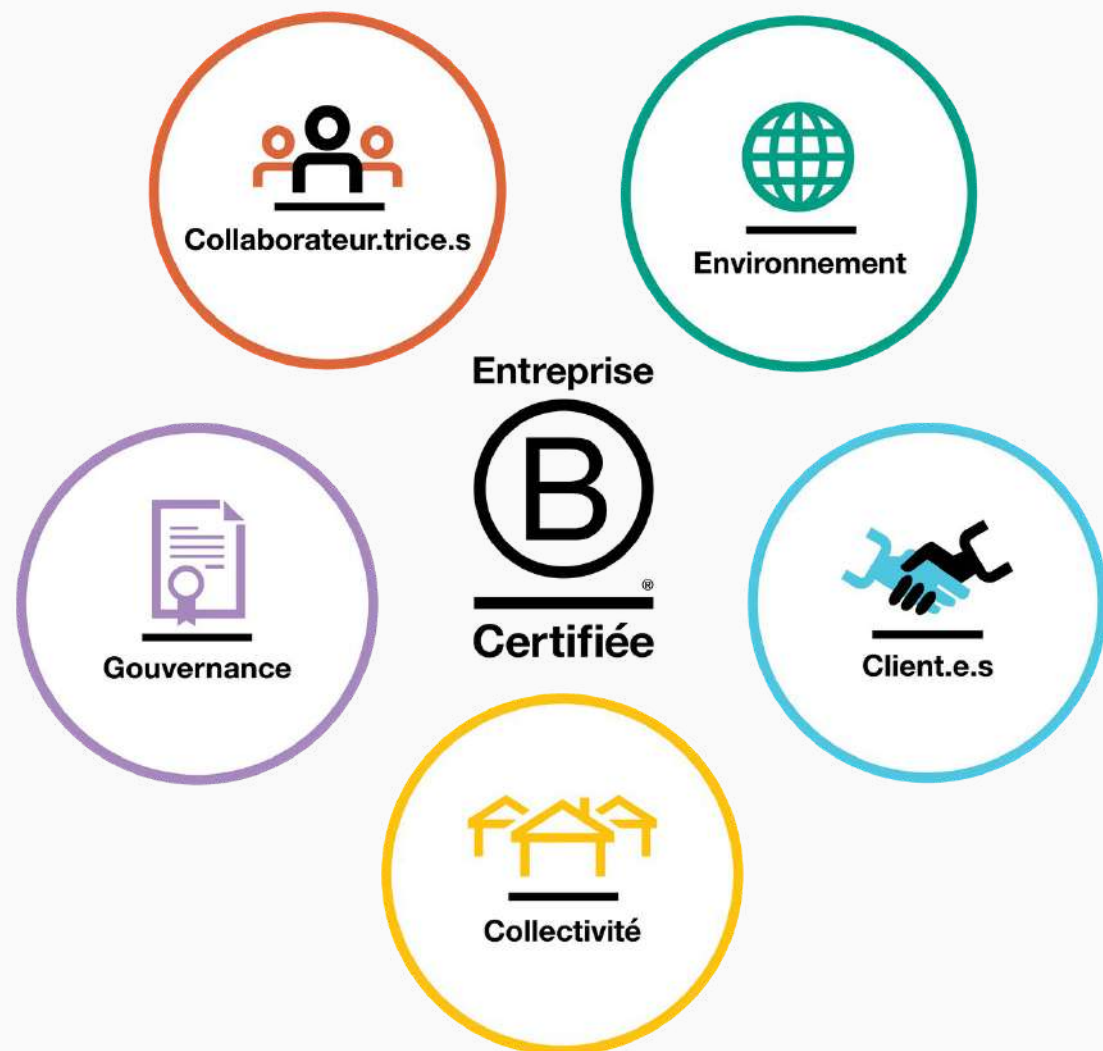 Collaborateur.trice.s
Environnement
Entreprise
B
®
Certifiée
Gouvernance
Client.e.s
Collectivité